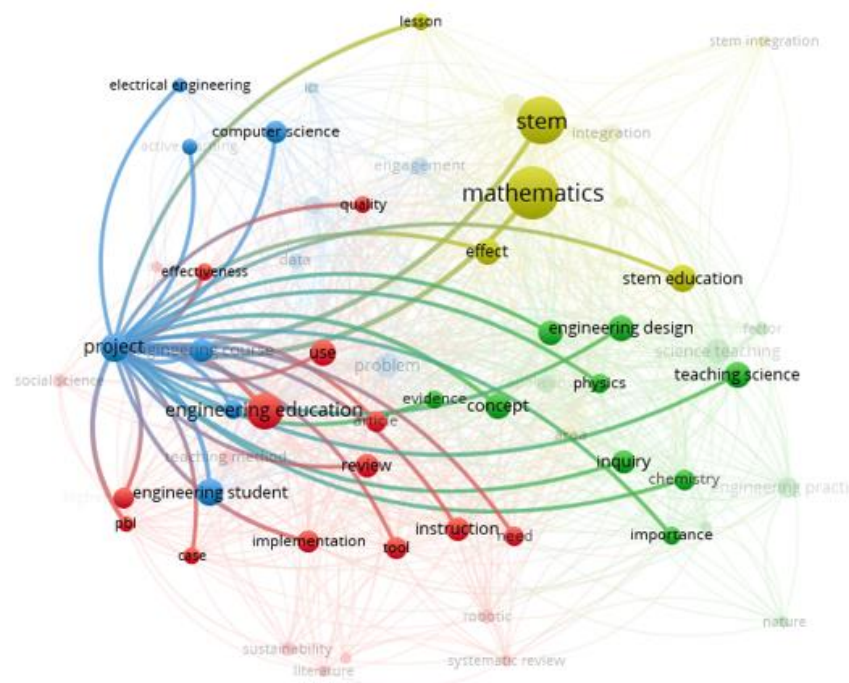 lesson
stem integration
electrical engineering
ict
stem
computer science
integration
active learning
engagement
mathematics
quality
effect
data
effectiveness
stem education
engineering design
factor
project
engineering course
use
science teaching
problem
teaching science
social science
physics
evidence
concept
engineering education
article
area
teaching method
review
inquiry
chemistry
engineering student
engineering practi
pbl
instruction
need
importance
implementation
tool
case
robotic
nature
sustainability
systematic review
literature